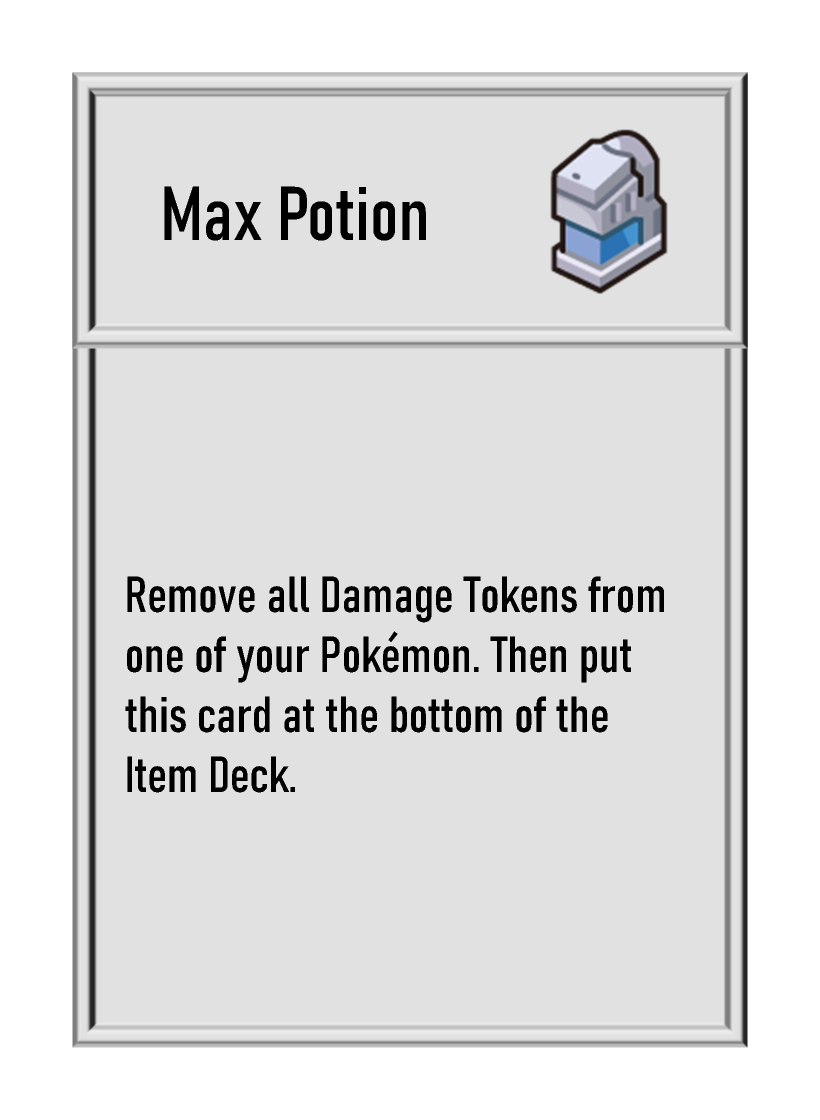 Max Potion
Remove all Damage Tokens from
one of your Pokémon. Then put
this card at the bottom of the
Item Deck.